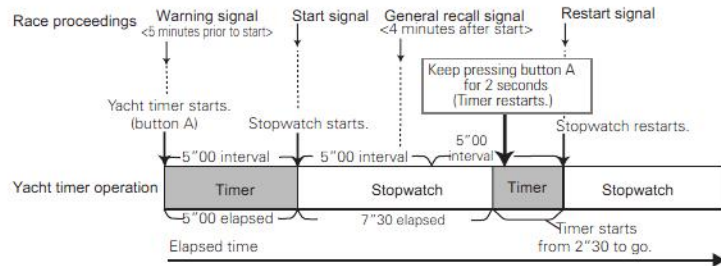 Race proceedings
Warning signal
<5 minutes prior to start>
Start signal
General recall signal
<4 minutes after start>
Restart signal
Keep pressing button A
for 2 seconds
(Timer restarts.)
Yacht timer starts.
(button A)
Stopwatch starts.
Stopwatch restarts.
5"00 interval
5"00 interval
5"00
interval
Yacht timer operation
Timer
Stopwatch
Timer
Stopwatch
5"00 elapsed
7"30 elapsed
Timer starts
from 2"30 to go.
Elapsed time